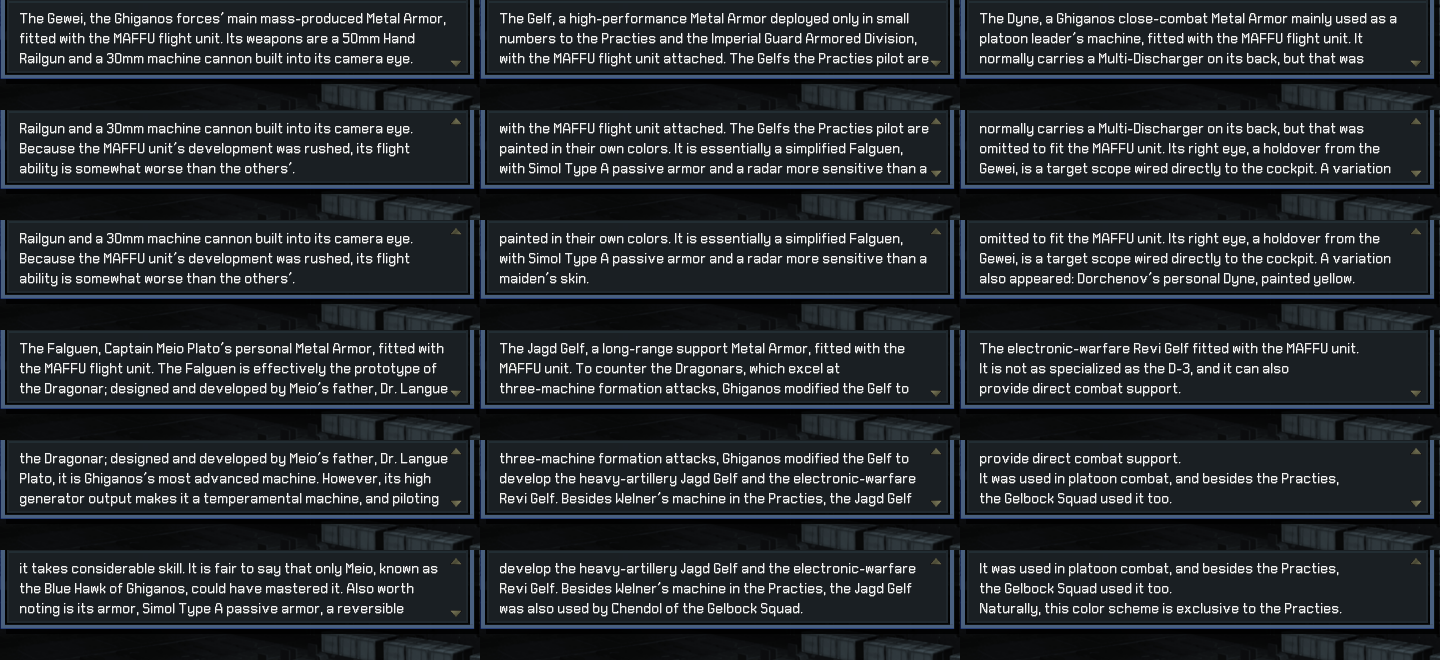 The Gewei, the Ghiganos forces' main mass-produced Metal Armor,
fitted with the MAFFU flight unit. Its weapons are a 50mm Hand
Railgun and a 30mm machine cannon built into its camera eye.
The Gelf, a high-performance Metal Armor deployed only in small
numbers to the Practies and the Imperial Guard Armored Division,
with the MAFFU flight unit attached. The Gelfs the Practies pilot are
The Dyne, a Ghiganos close-combat Metal Armor mainly used as a
platoon leader's machine, fitted with the MAFFU flight unit. It
normally carries a Multi-Discharger on its back, but that was
Railgun and a 30mm machine cannon built into its camera eye.
Because the MAFFU unit's development was rushed, its flight
ability is somewhat worse than the others'.
with the MAFFU flight unit attached. The Gelfs the Practies pilot are
painted in their own colors. It is essentially a simplified Falguen,
with Simol Type A passive armor and a radar more sensitive than a
normally carries a Multi-Discharger on its back, but that was
omitted to fit the MAFFU unit. Its right eye, a holdover from the
Gewei, is a target scope wired directly to the cockpit. A variation
Railgun and a 30mm machine cannon built into its camera eye.
Because the MAFFU unit's development was rushed, its flight
ability is somewhat worse than the others'.
painted in their own colors. It is essentially a simplified Falguen,
with Simol Type A passive armor and a radar more sensitive than a
maiden's skin.
omitted to fit the MAFFU unit. Its right eye, a holdover from the
Gewei, is a target scope wired directly to the cockpit. A variation
also appeared: Dorchenov's personal Dyne, painted yellow.
The Falguen, Captain Meio Plato's personal Metal Armor, fitted with
the MAFFU flight unit. The Falguen is effectively the prototype of
the Dragonar; designed and developed by Meio's father, Dr. Langue
The Jagd Gelf, a long-range support Metal Armor, fitted with the
MAFFU unit. To counter the Dragonars, which excel at
three-machine formation attacks, Ghiganos modified the Gelf to
The electronic-warfare Revi Gelf fitted with the MAFFU unit.
It is not as specialized as the D-3, and it can also
provide direct combat support.
the Dragonar; designed and developed by Meio's father, Dr. Langue
Plato, it is Ghiganos's most advanced machine. However, its high
generator output makes it a temperamental machine, and piloting
three-machine formation attacks, Ghiganos modified the Gelf to
develop the heavy-artillery Jagd Gelf and the electronic-warfare
Revi Gelf. Besides Welner's machine in the Practies, the Jagd Gelf
provide direct combat support.
It was used in platoon combat, and besides the Practies,
the Gelbock Squad used it too.
it takes considerable skill. It is fair to say that only Meio, known as
the Blue Hawk of Ghiganos, could have mastered it. Also worth
noting is its armor, Simol Type A passive armor, a reversible
develop the heavy-artillery Jagd Gelf and the electronic-warfare
Revi Gelf. Besides Welner's machine in the Practies, the Jagd Gelf
was also used by Chendol of the Gelbock Squad.
It was used in platoon combat, and besides the Practies,
the Gelbock Squad used it too.
Naturally, this color scheme is exclusive to the Practies.